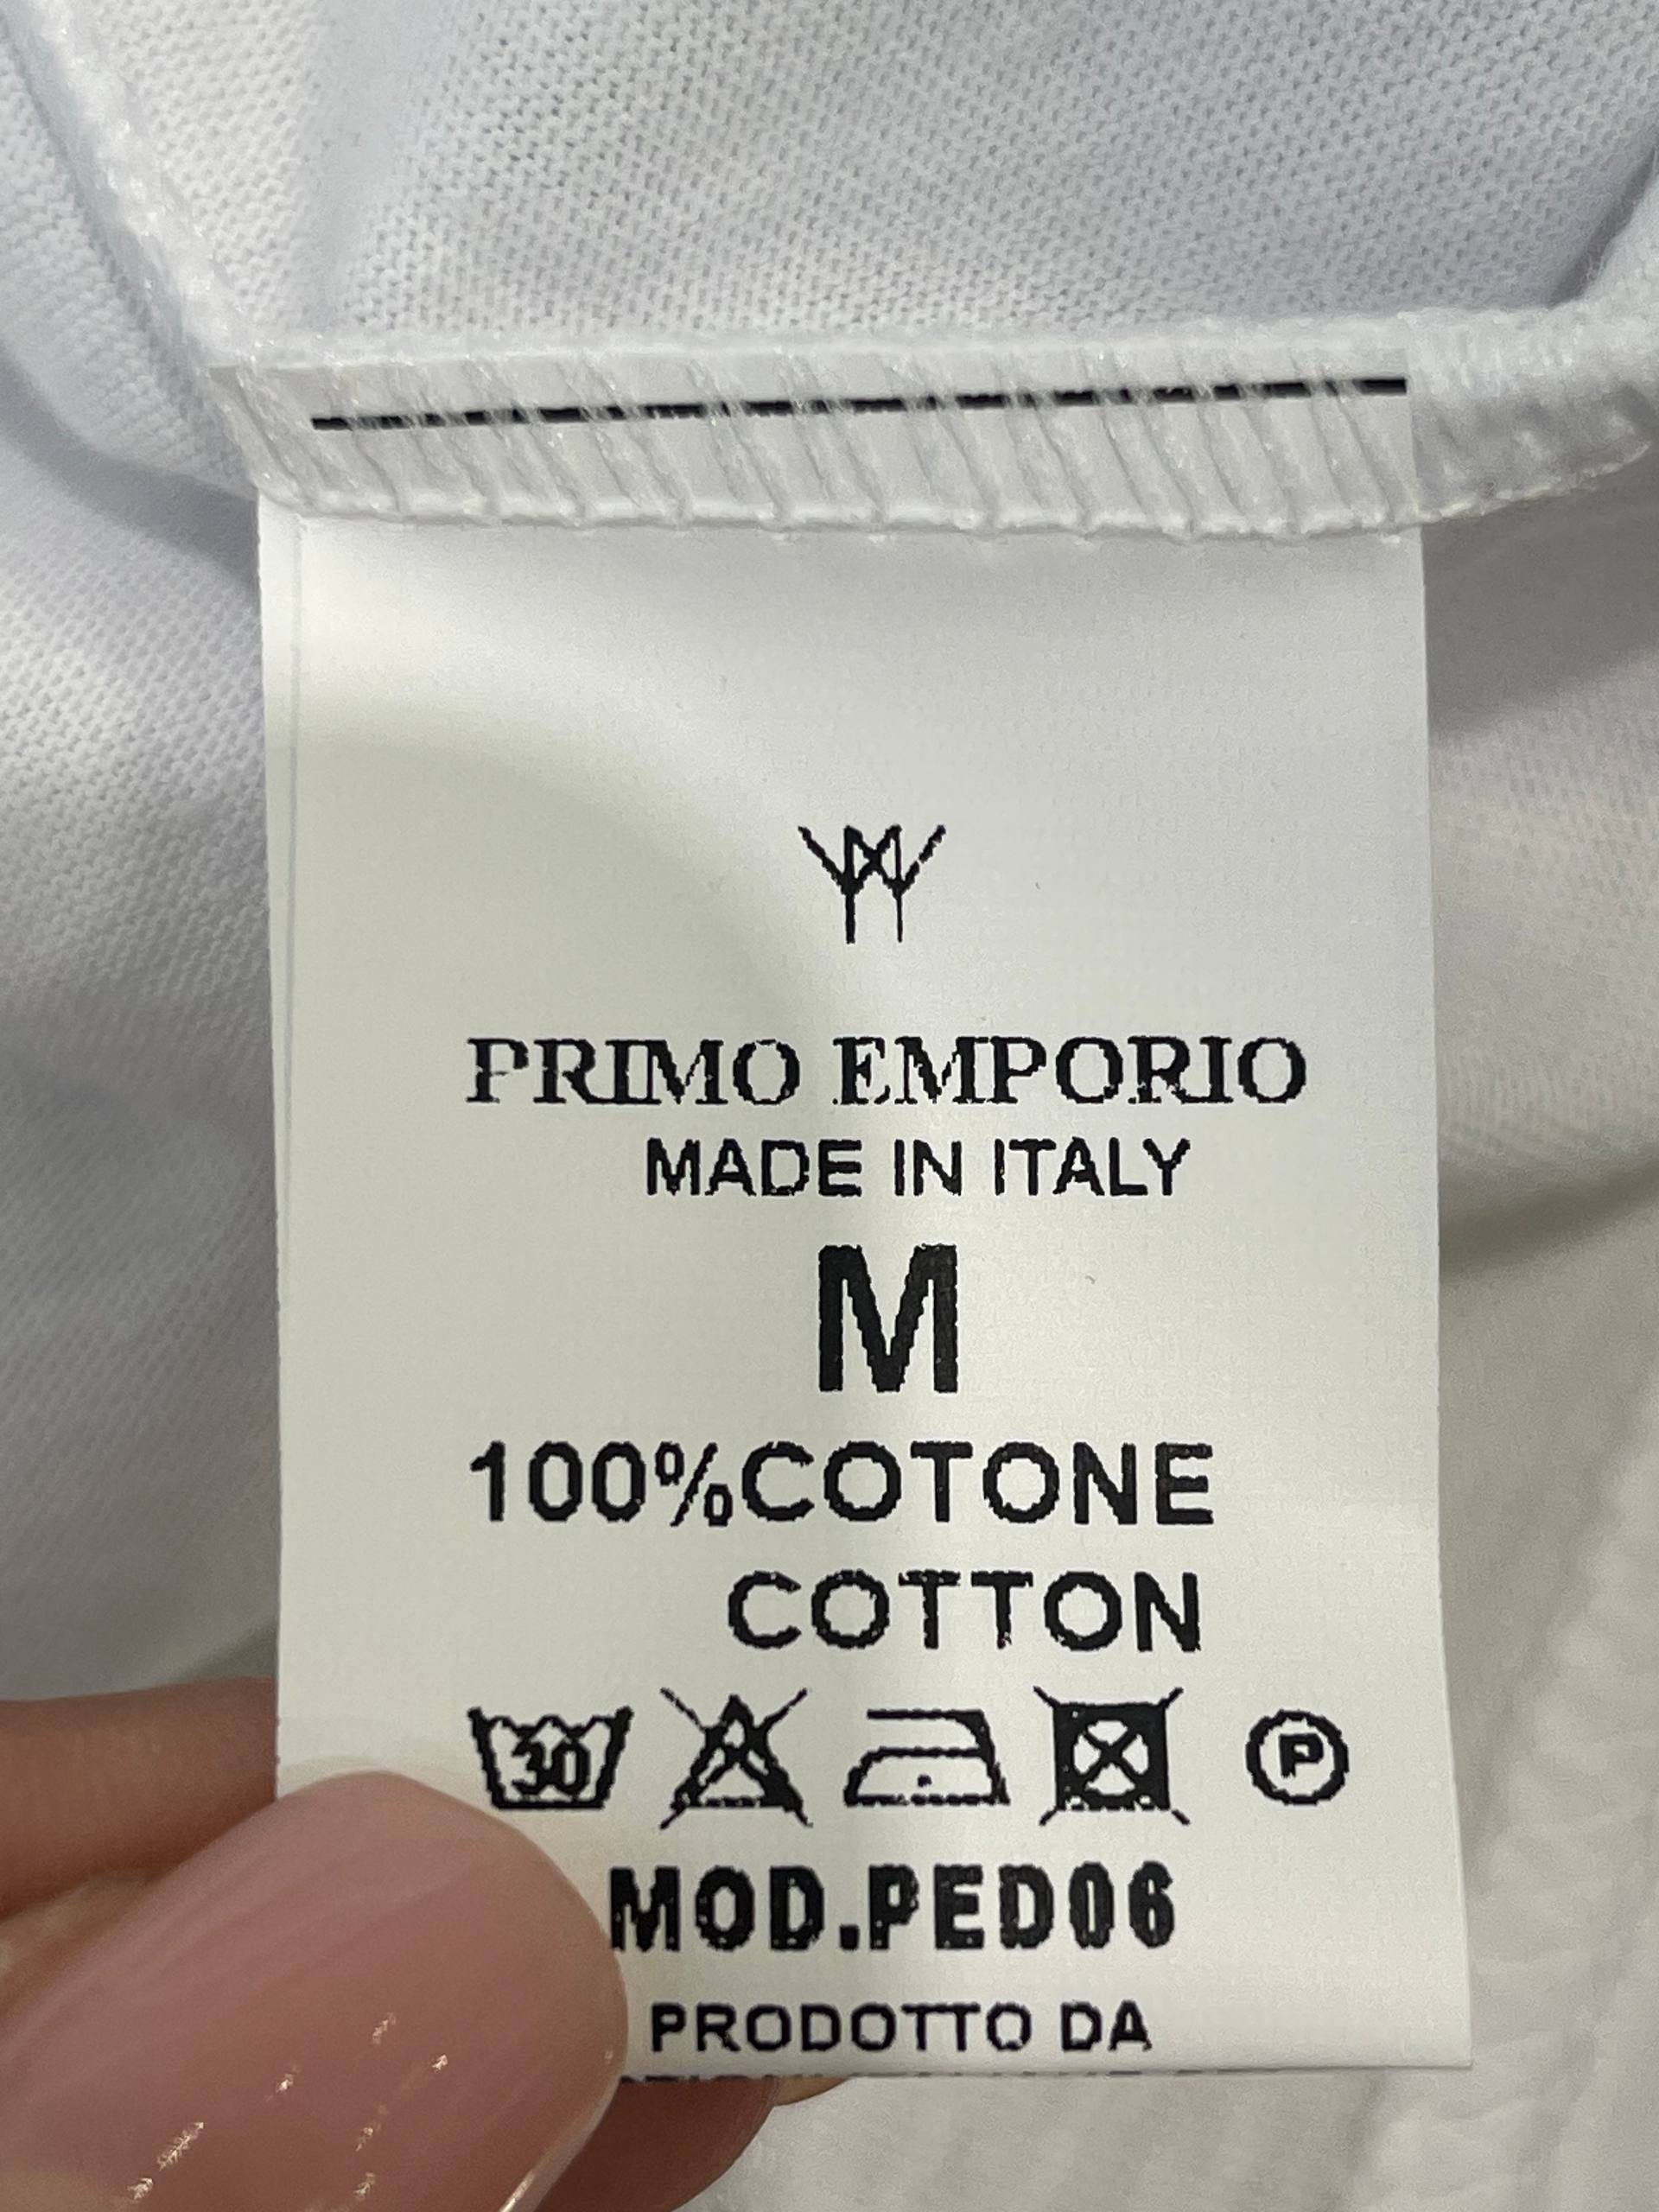 PRIMO EMPORIO
MADE IN ITALY
M
100%COTONE
COTTON
30
P
MOD.PED06
PRODOTTO DA